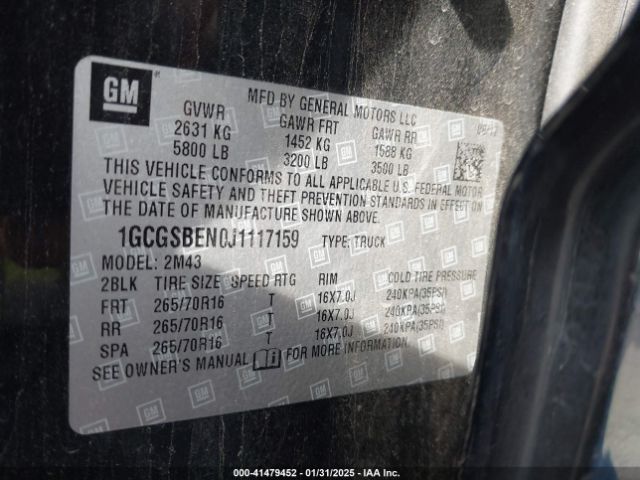 GM
MFD BY GENERAL MOTORS LLC
GVWR GAWR FRT GAWR RR
2631 KG 1452 KG 1588 KG
5800 LB 3200 LB 3500 LB
THIS VEHICLE CONFORMS TO ALL APPLICABLE U.S. FEDERAL MOTOR
VEHICLE SAFETY AND THEFT PREVENTION STANDARDS IN EFFECT ON
THE DATE OF MANUFACTURE SHOWN ABOVE.
1GCGSBEN0J1117159 TYPE: TRUCK
MODEL: 2M43
2BLK TIRE SIZE SPEED RTG RIM COLD TIRE PRESSURE
FRT 265/70R16 T 16X7.0J 240KPA(35PSI)
RR 265/70R16 T 16X7.0J 240KPA(35PSI)
SPA 265/70R16 T 16X7.0J 240KPA(35PSI)
SEE OWNER'S MANUAL FOR MORE INFORMATION.
000-41479452 - 01/31/2025 - IAA Inc.